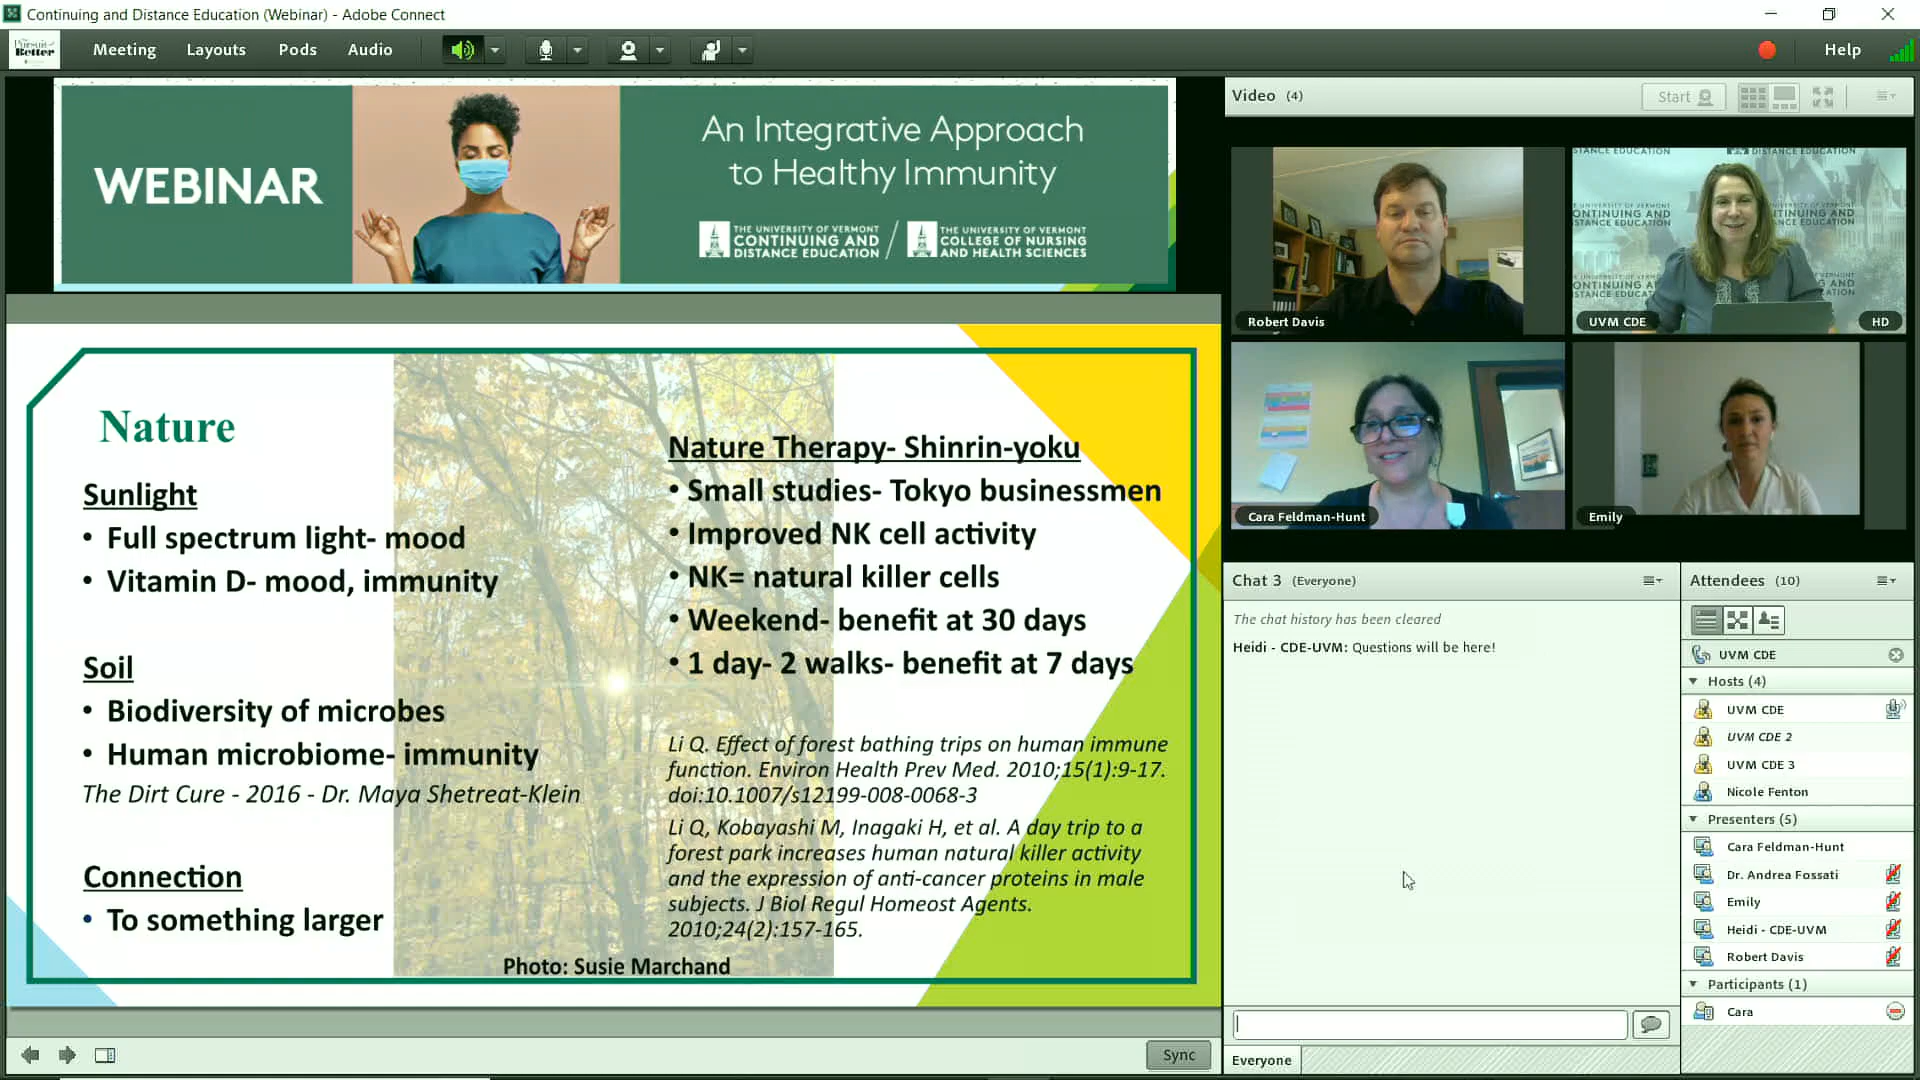 Continuing and Distance Education (Webinar) - Adobe Connect
Pursuit of
Better
Meeting
Layouts
Pods
Audio
Help
WEBINAR
An Integrative Approach
to Healthy Immunity
THE UNIVERSITY OF VERMONT
CONTINUING AND
DISTANCE EDUCATION
THE UNIVERSITY OF VERMONT
COLLEGE OF NURSING
AND HEALTH SCIENCES
Nature
Sunlight
• Full spectrum light- mood
• Vitamin D- mood, immunity
Soil
• Biodiversity of microbes
• Human microbiome- immunity
The Dirt Cure - 2016 - Dr. Maya Shetreat-Klein
Connection
• To something larger
Nature Therapy- Shinrin-yoku
• Small studies- Tokyo businessmen
• Improved NK cell activity
• NK= natural killer cells
• Weekend- benefit at 30 days
• 1 day- 2 walks- benefit at 7 days
Li Q. Effect of forest bathing trips on human immune
function. Environ Health Prev Med. 2010;15(1):9-17.
doi:10.1007/s12199-008-0068-3
Li Q, Kobayashi M, Inagaki H, et al. A day trip to a
forest park increases human natural killer activity
and the expression of anti-cancer proteins in male
subjects. J Biol Regul Homeost Agents.
2010;24(2):157-165.
Photo: Susie Marchand
Sync
Video (4)
Start
Robert Davis
UVM CDE
HD
Cara Feldman-Hunt
Emily
Chat 3 (Everyone)
The chat history has been cleared
Heidi - CDE-UVM: Questions will be here!
Everyone
Attendees (10)
UVM CDE
Hosts (4)
UVM CDE
UVM CDE 2
UVM CDE 3
Nicole Fenton
Presenters (5)
Cara Feldman-Hunt
Dr. Andrea Fossati
Emily
Heidi - CDE-UVM
Robert Davis
Participants (1)
Cara